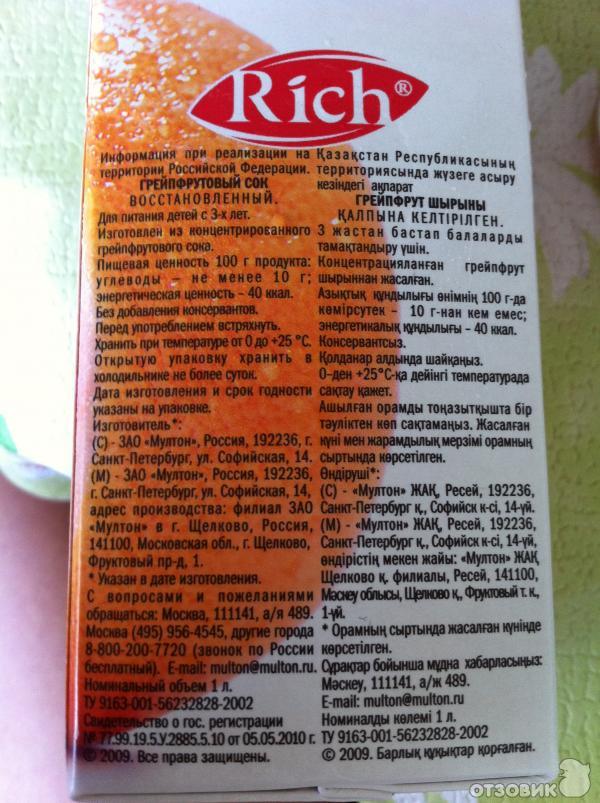 Rich®
Информация при реализации на
территории Российской Федерации.
ГРЕЙПФРУТОВЫЙ СОК
ВОССТАНОВЛЕННЫЙ.
Для питания детей с 3-х лет.
Изготовлен из концентрированного
грейпфрутового сока.
Пищевая ценность 100 г продукта:
углеводы – не менее 10 г;
энергетическая ценность – 40 ккал.
Без добавления консервантов.
Перед употреблением встряхнуть.
Хранить при температуре от 0 до +25 °С.
Открытую упаковку хранить в
холодильнике не более суток.
Дата изготовления и срок годности
указаны на упаковке.
Изготовитель*:
(С) - ЗАО «Мултон», Россия, 192236, г.
Санкт-Петербург, ул. Софийская, 14.
(М) - ЗАО «Мултон», Россия, 192236,
г. Санкт-Петербург, ул. Софийская, 14,
адрес производства: филиал ЗАО
«Мултон» в г. Щелково, Россия,
141100, Московская обл., г. Щелково,
Фруктовый пр-д, 1.
* Указан в дате изготовления.
С вопросами и пожеланиями
обращаться: Москва, 111141, а/я 489.
Москва (495) 956-4545, другие города
8-800-200-7720 (звонок по России
бесплатный). E-mail: multon@multon.ru.
Номинальный объем 1 л.
ТУ 9163-001-56232828-2002
Свидетельство о гос. регистрации
№ 77.99.19.5.У.2885.5.10 от 05.05.2010 г.
© 2009. Все права защищены.
Қазақстан Республикасының
территориясында жүзеге асыру
кезіндегі ақпарат
ГРЕЙПФРУТ ШЫРЫНЫ
ҚАЛПЫНА КЕЛТІРІЛГЕН.
3 жастан бастап балаларды
тамақтандыру үшін.
Концентрацияланған грейпфрут
шырыннан жасалған.
Азықтық құндылығы өнімнің 100 г-да
көмірсутек – 10 г-нан кем емес;
энергетикалық құндылығы – 40 ккал.
Консервантсыз.
Қолданар алдында шайқаңыз.
0-ден +25°С-қа дейінгі температурада
сақтау қажет.
Ашылған орамды тоңазытқышта бір
тәуліктен көп сақтамаңыз. Жасалған
күні мен жарамдылық мерзімі орамның
сыртында көрсетілген.
Өндіруші*:
(С) - «Мултон» ЖАҚ, Ресей, 192236,
Санкт-Петербург қ., Софийск к-сі, 14-үй.
(М) - «Мултон» ЖАҚ, Ресей, 192236,
Санкт-Петербург қ., Софийск к-сі, 14-үй,
өндірістің мекен жайы: «Мултон» ЖАҚ
Щелково қ. филиалы, Ресей, 141100,
Мәскеу облысы, Щелково қ., Фруктовый т. к.,
1-үй.
* Орамның сыртында жасалған күнінде
көрсетілген.
Сұрақтар бойынша мұдна хабарласыңыз:
Мәскеу, 111141, а/ж 489.
E-mail: multon@multon.ru
Номиналды көлемі 1 л.
ТУ 9163-001-56232828-2002
© 2009. Барлық құқықтар қорғалған.
ОТЗОВИК